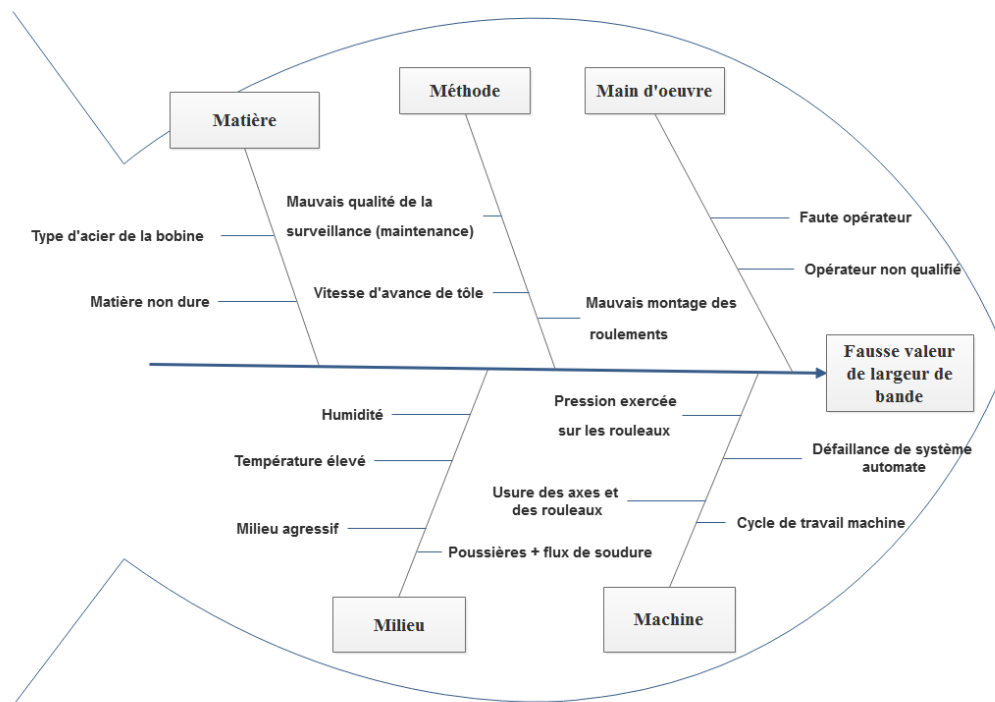 Matière
Méthode
Main d'oeuvre
Mauvais qualité de la
surveillance (maintenance)
Type d'acier de la bobine
Faute opérateur
Opérateur non qualifié
Matière non dure
Vitesse d'avance de tôle
Mauvais montage des
roulements
Fausse valeur
de largeur de
bande
Humidité
Pression exercée
sur les rouleaux
Température élevé
Défaillance de système
automate
Usure des axes et
des rouleaux
Milieu agressif
Cycle de travail machine
Poussières + flux de soudure
Milieu
Machine